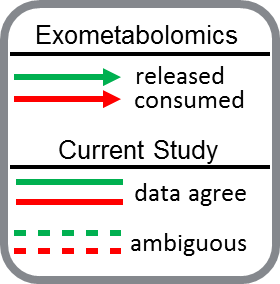 Exometabolomics
released
consumed
Current Study
data agree
ambiguous